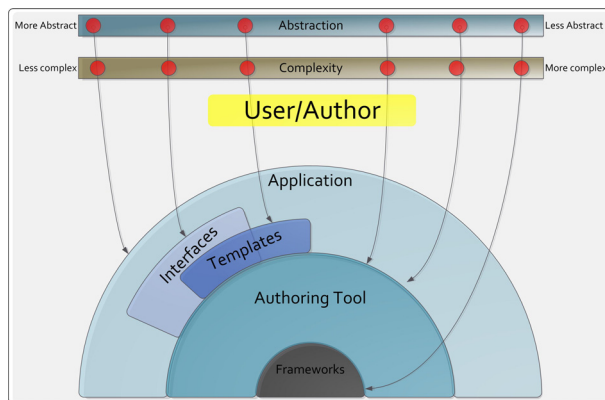 More Abstract Abstraction Less Abstract
Less complex Complexity More complex
User/Author
Application
Interfaces
Templates
Authoring Tool
Frameworks